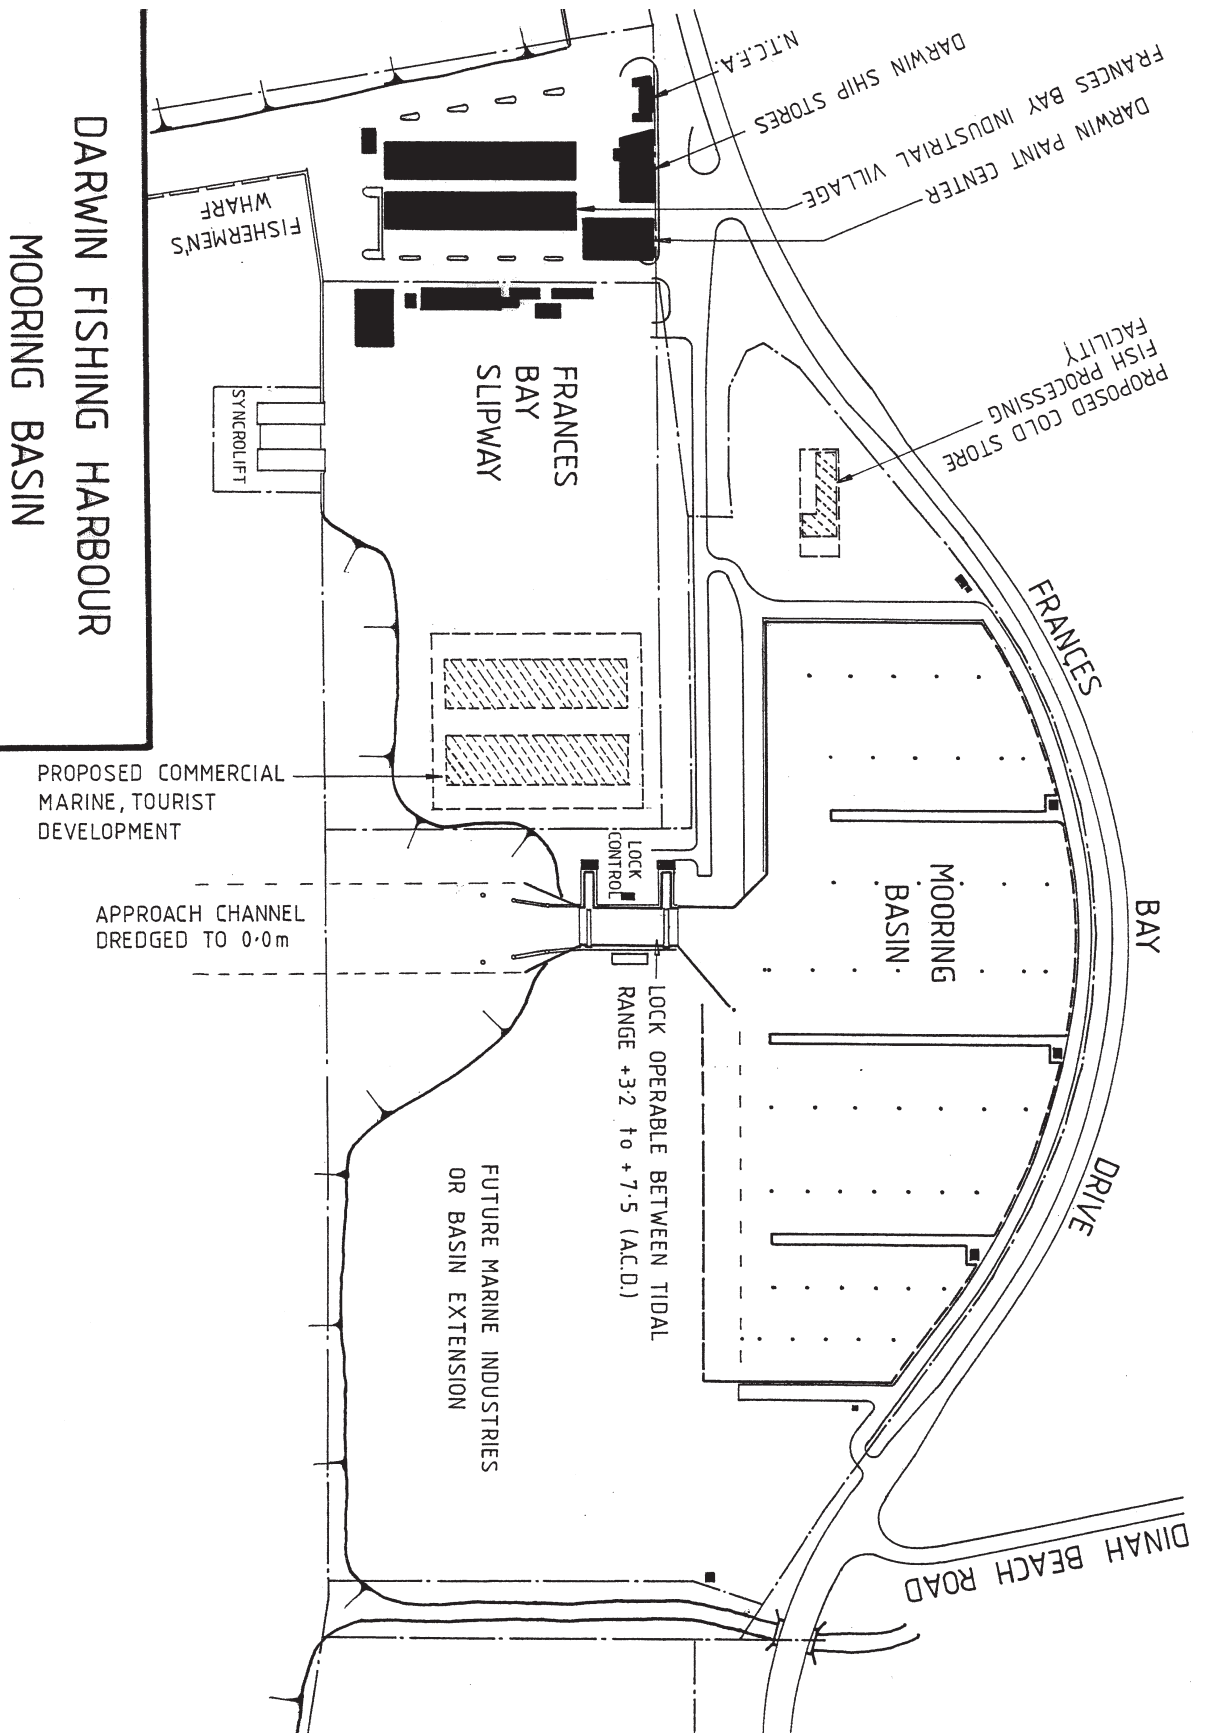 DARWIN FISHING HARBOUR
MOORING BASIN
N.T.C.F.A.
DARWIN SHIP STORES
FRANCES BAY INDUSTRIAL VILLAGE
DARWIN PAINT CENTER
FISHERMEN'S
WHARF
PROPOSED COLD STORE
FISH PROCESSING
FACILITY
SYNCROLIFT
FRANCES
BAY
SLIPWAY
FRANCES BAY DRIVE
PROPOSED COMMERCIAL
MARINE, TOURIST
DEVELOPMENT
LOCK
CONTROL
APPROACH CHANNEL
DREDGED TO 0·0m
MOORING
BASIN
LOCK OPERABLE BETWEEN TIDAL
RANGE +3·2 to +7·5 (A.C.D.)
FUTURE MARINE INDUSTRIES
OR BASIN EXTENSION
DINAH BEACH ROAD